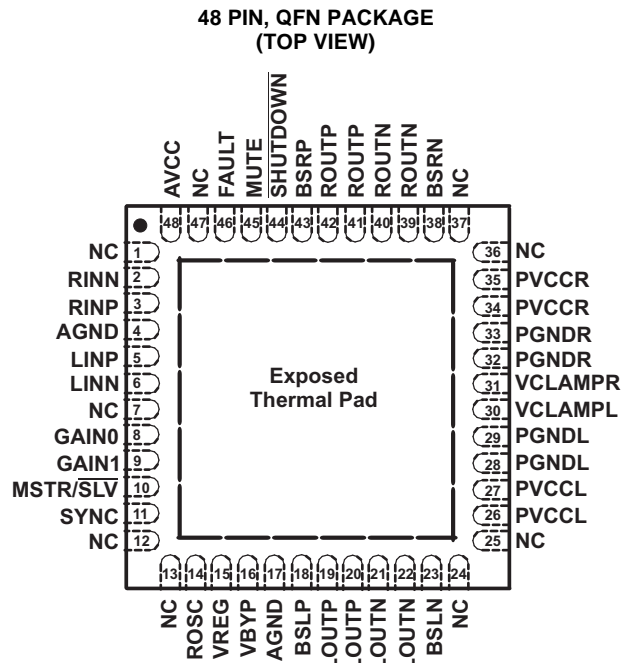 48 PIN, QFN PACKAGE
(TOP VIEW)
AVCC
NC
FAULT
MUTE
SHUTDOWN
BSRP
ROUTP
ROUTP
ROUTN
ROUTN
BSRN
NC
48 47 46 45 44 43 42 41 40 39 38 37
NC 1
RINN 2
RINP 3
AGND 4
LINP 5
LINN 6
NC 7
GAIN0 8
GAIN1 9
MSTR/SLV 10
SYNC 11
NC 12
Exposed
Thermal Pad
36 NC
35 PVCCR
34 PVCCR
33 PGNDR
32 PGNDR
31 VCLAMPR
30 VCLAMPL
29 PGNDL
28 PGNDL
27 PVCCL
26 PVCCL
25 NC
13 14 15 16 17 18 19 20 21 22 23 24
NC
ROSC
VREG
VBYP
AGND
BSLP
LOUTP
LOUTP
LOUTN
LOUTN
BSLN
NC